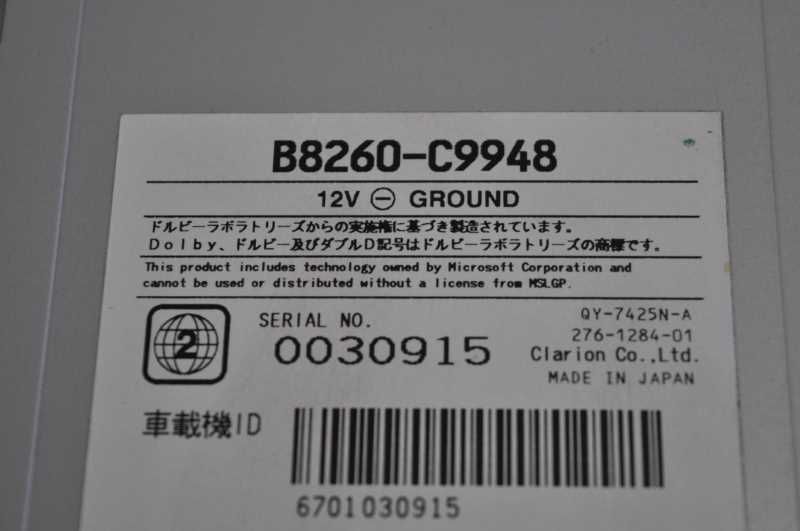 B8260-C9948
12V ⊖ GROUND
ドルビーラボラトリーズからの実施権に基づき製造されています。
Dolby、ドルビー及びダブルD記号はドルビーラボラトリーズの商標です。
This product includes technology owned by Microsoft Corporation and
cannot be used or distributed without a license from MSLGP.
2
SERIAL NO.
0030915
QY-7425N-A
276-1284-01
Clarion Co.,Ltd.
MADE IN JAPAN
車載機ID
6701030915